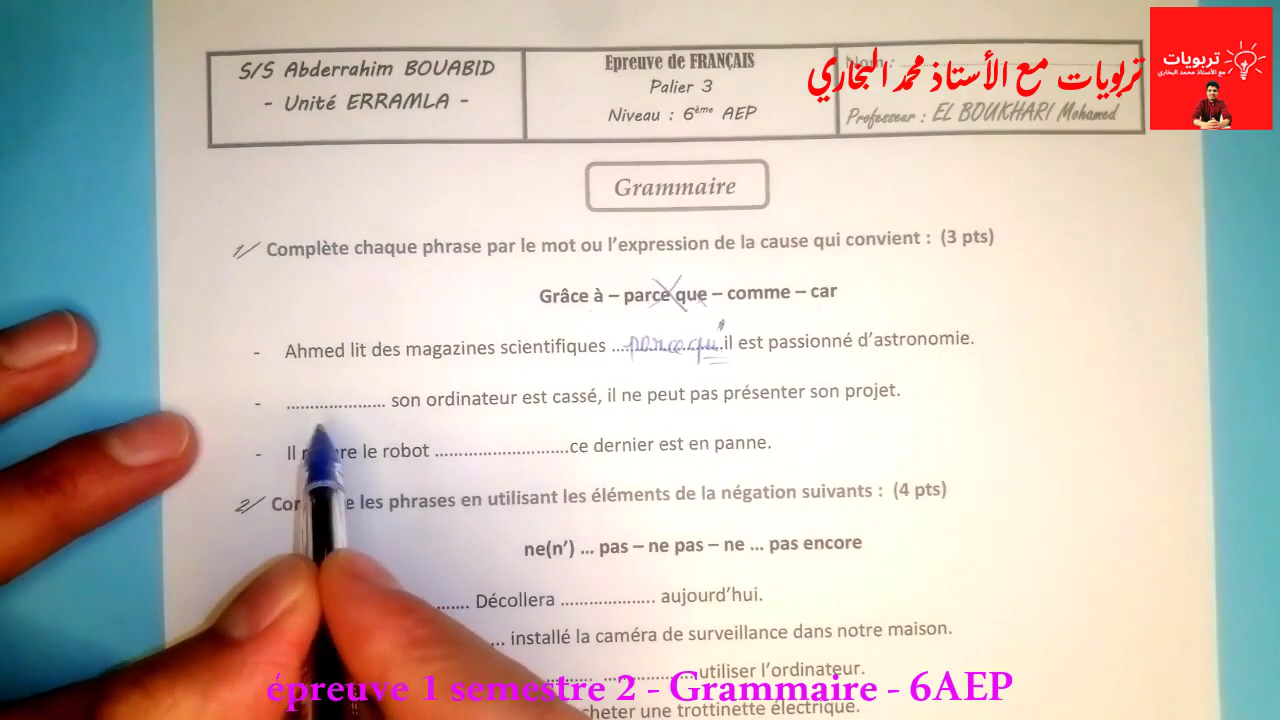 S/S Abderrahim BOUABID
- Unité ERRAMLA -
Epreuve de FRANÇAIS
Palier 3
Niveau : 6ème AEP
Nom :
Professeur : EL BOUKHARI Mohamed
تربويات مع الأستاذ محمد البخاري
تربويات
مع الأستاذ محمد البخاري
Grammaire
1/ Complète chaque phrase par le mot ou l'expression de la cause qui convient : (3 pts)
Grâce à – parce que – comme – car
- Ahmed lit des magazines scientifiques ....parce qu'...il est passionné d'astronomie.
- ..................... son ordinateur est cassé, il ne peut pas présenter son projet.
- Il le robot ............................ce dernier est en panne.
2/ les phrases en utilisant les éléments de la négation suivants : (4 pts)
ne(n') ... pas – ne pas – ne ... pas encore
....... Décollera .................... aujourd'hui.
... installé la caméra de surveillance dans notre maison.
utiliser l'ordinateur.
une trottinette électrique.
épreuve 1 semestre 2 - Grammaire - 6AEP